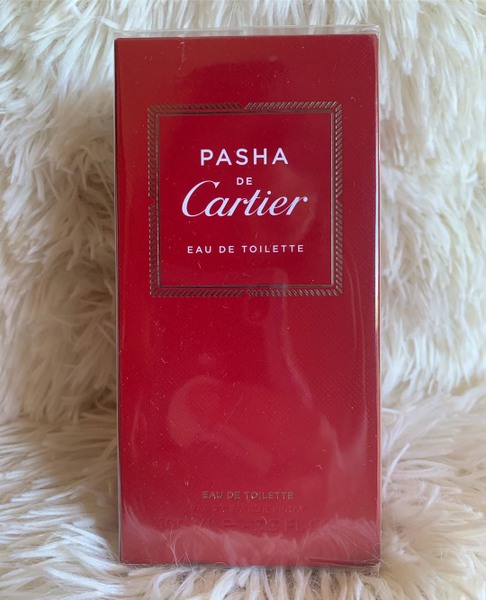 PASHA
DE
Cartier
EAU DE TOILETTE
EAU DE TOILETTE